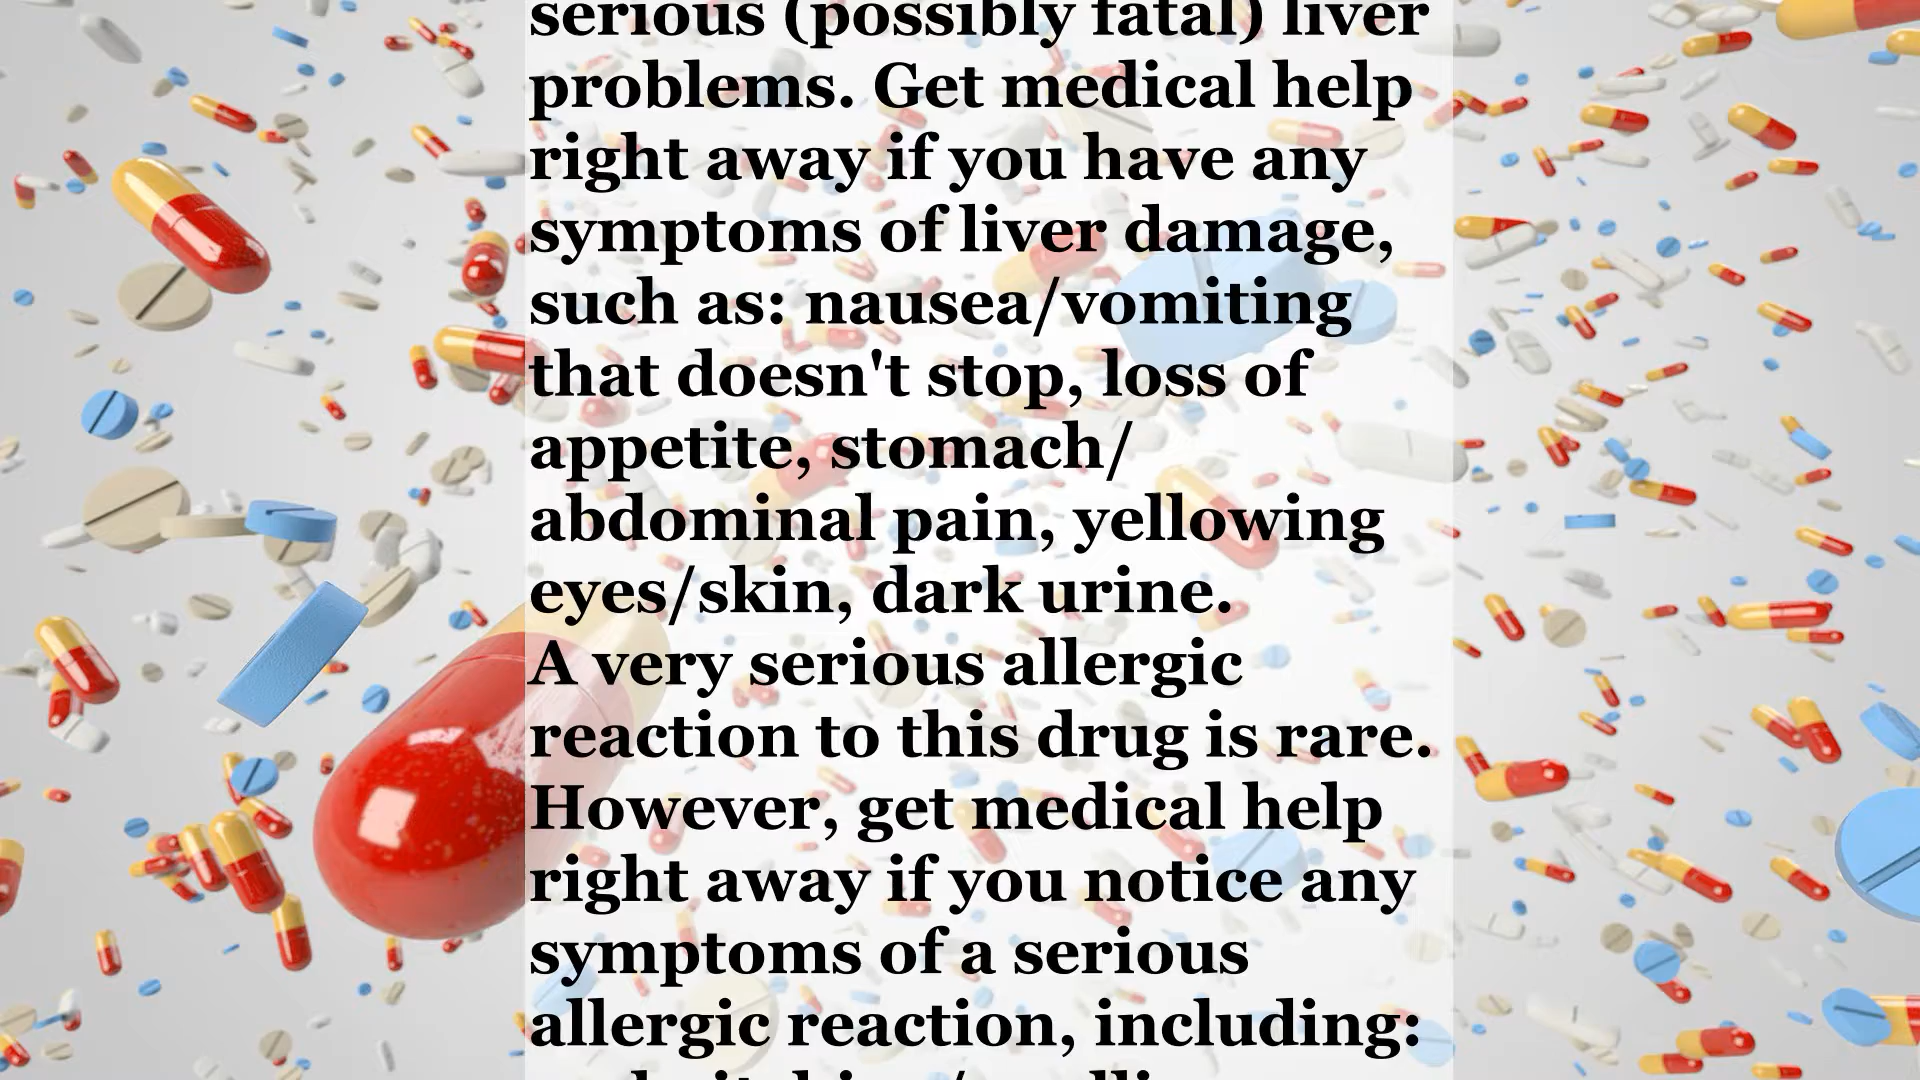 serious (possibly fatal) liver
problems. Get medical help
right away if you have any
symptoms of liver damage,
such as: nausea/vomiting
that doesn't stop, loss of
appetite, stomach/
abdominal pain, yellowing
eyes/skin, dark urine.
A very serious allergic
reaction to this drug is rare.
However, get medical help
right away if you notice any
symptoms of a serious
allergic reaction, including: